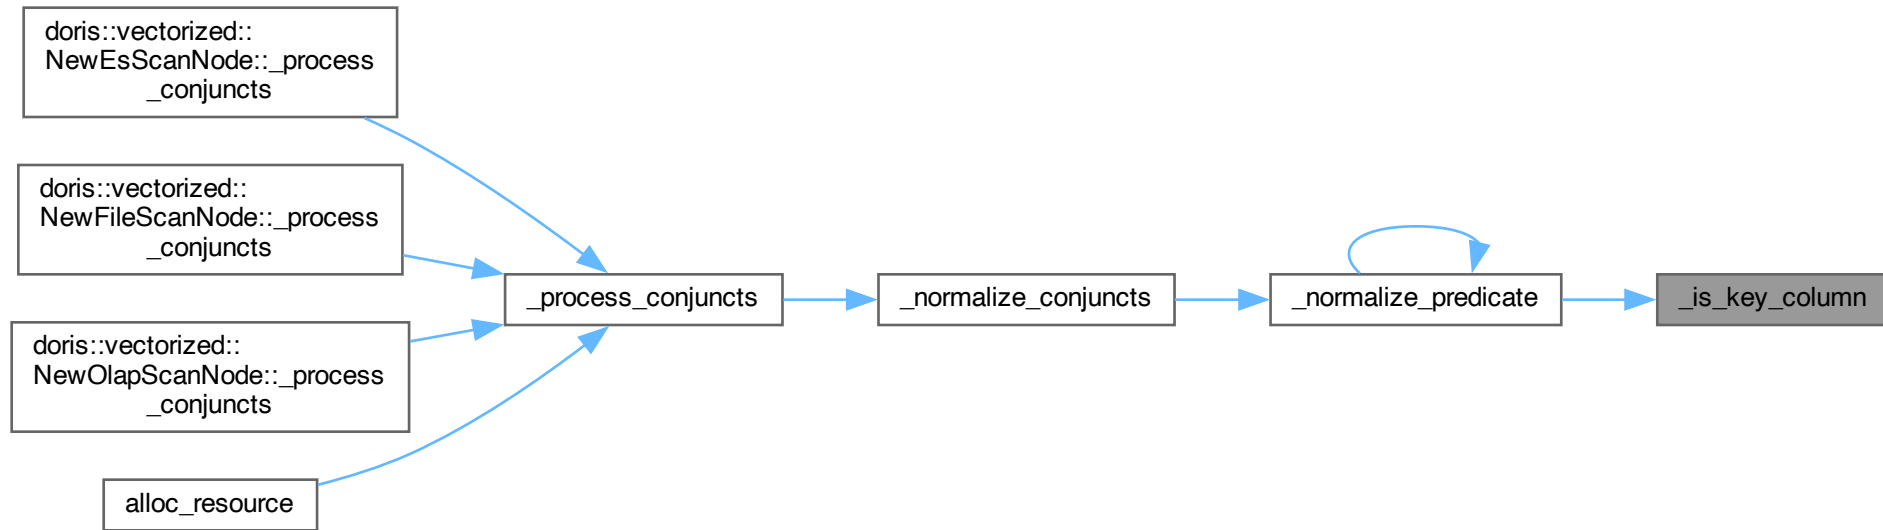 doris::vectorized::
NewEsScanNode::_process
_conjuncts
doris::vectorized::
NewFileScanNode::_process
_conjuncts
doris::vectorized::
NewOlapScanNode::_process
_conjuncts
alloc_resource
_process_conjuncts
_normalize_conjuncts
_normalize_predicate
_is_key_column